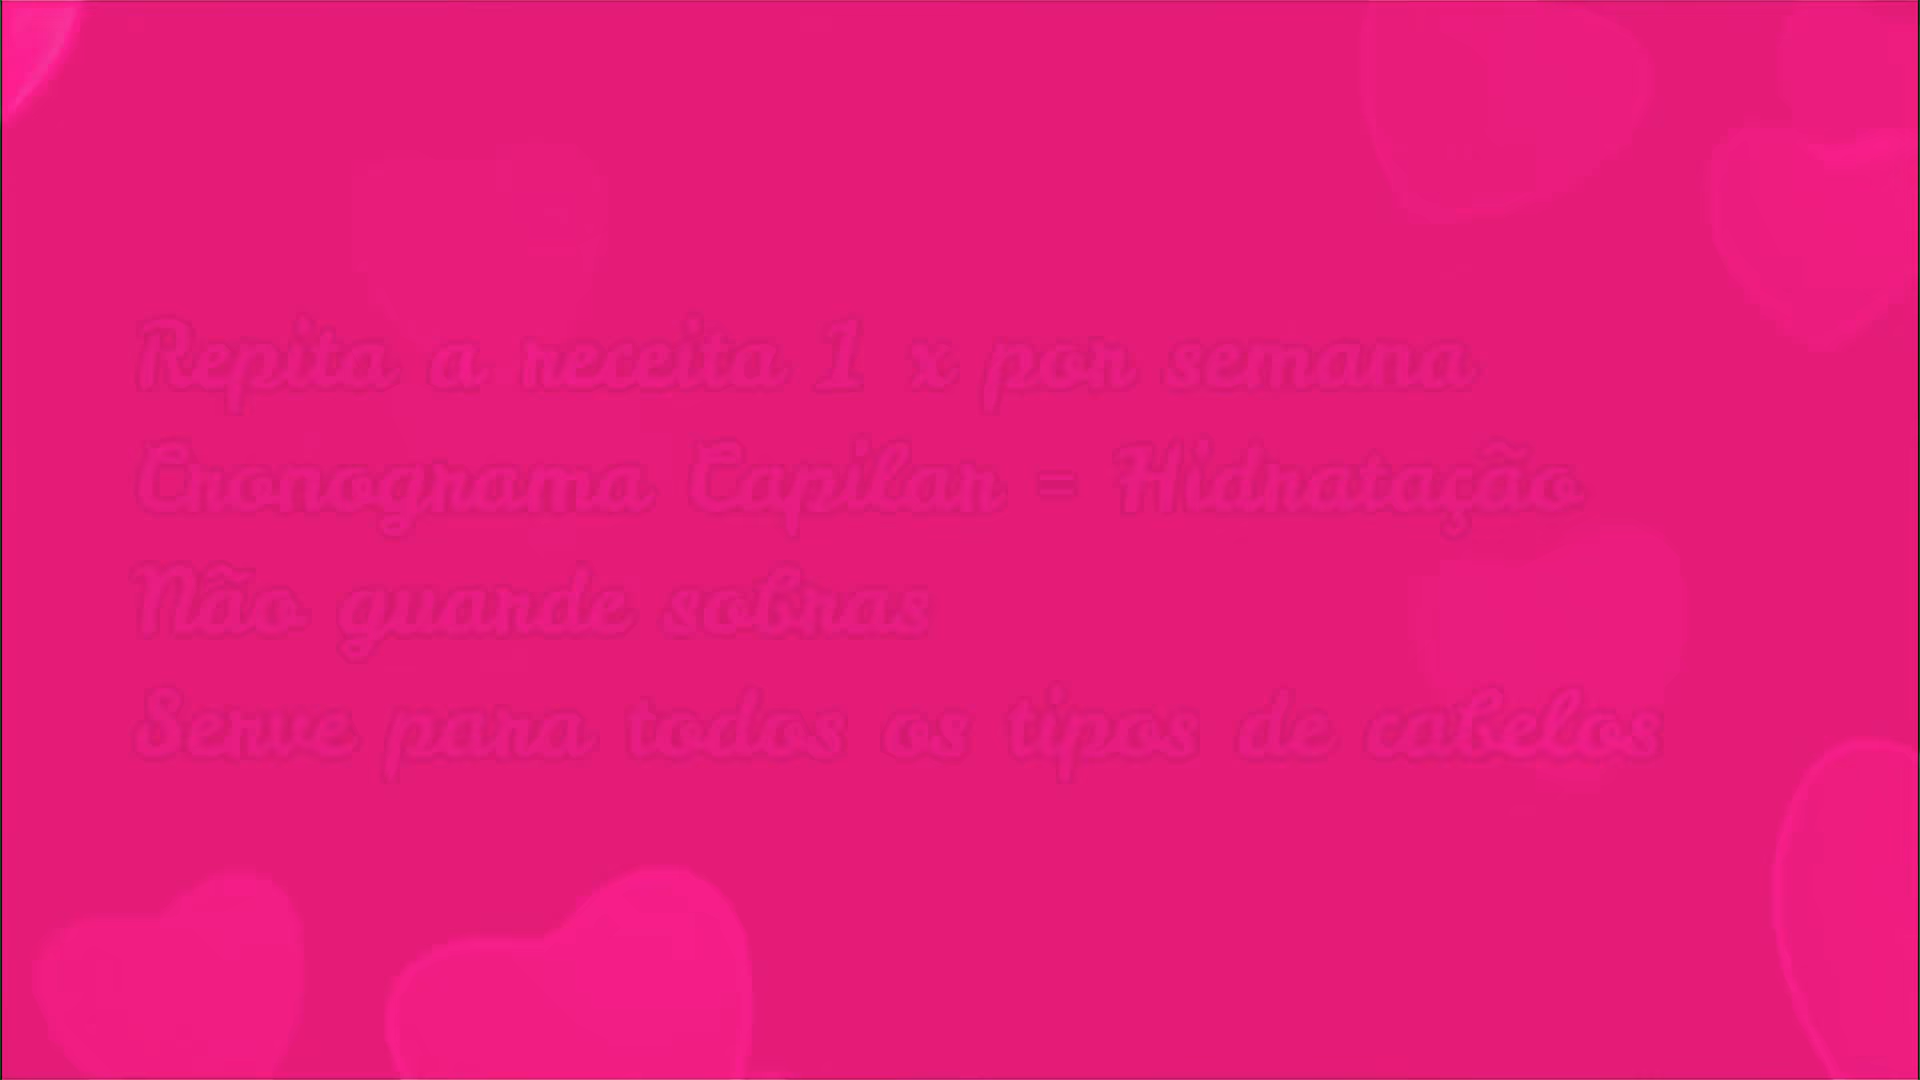 Repita a receita 1 x por semana
Cronograma Capilar = Hidratação
Não guarde sobras
Serve para todos os tipos de cabelos